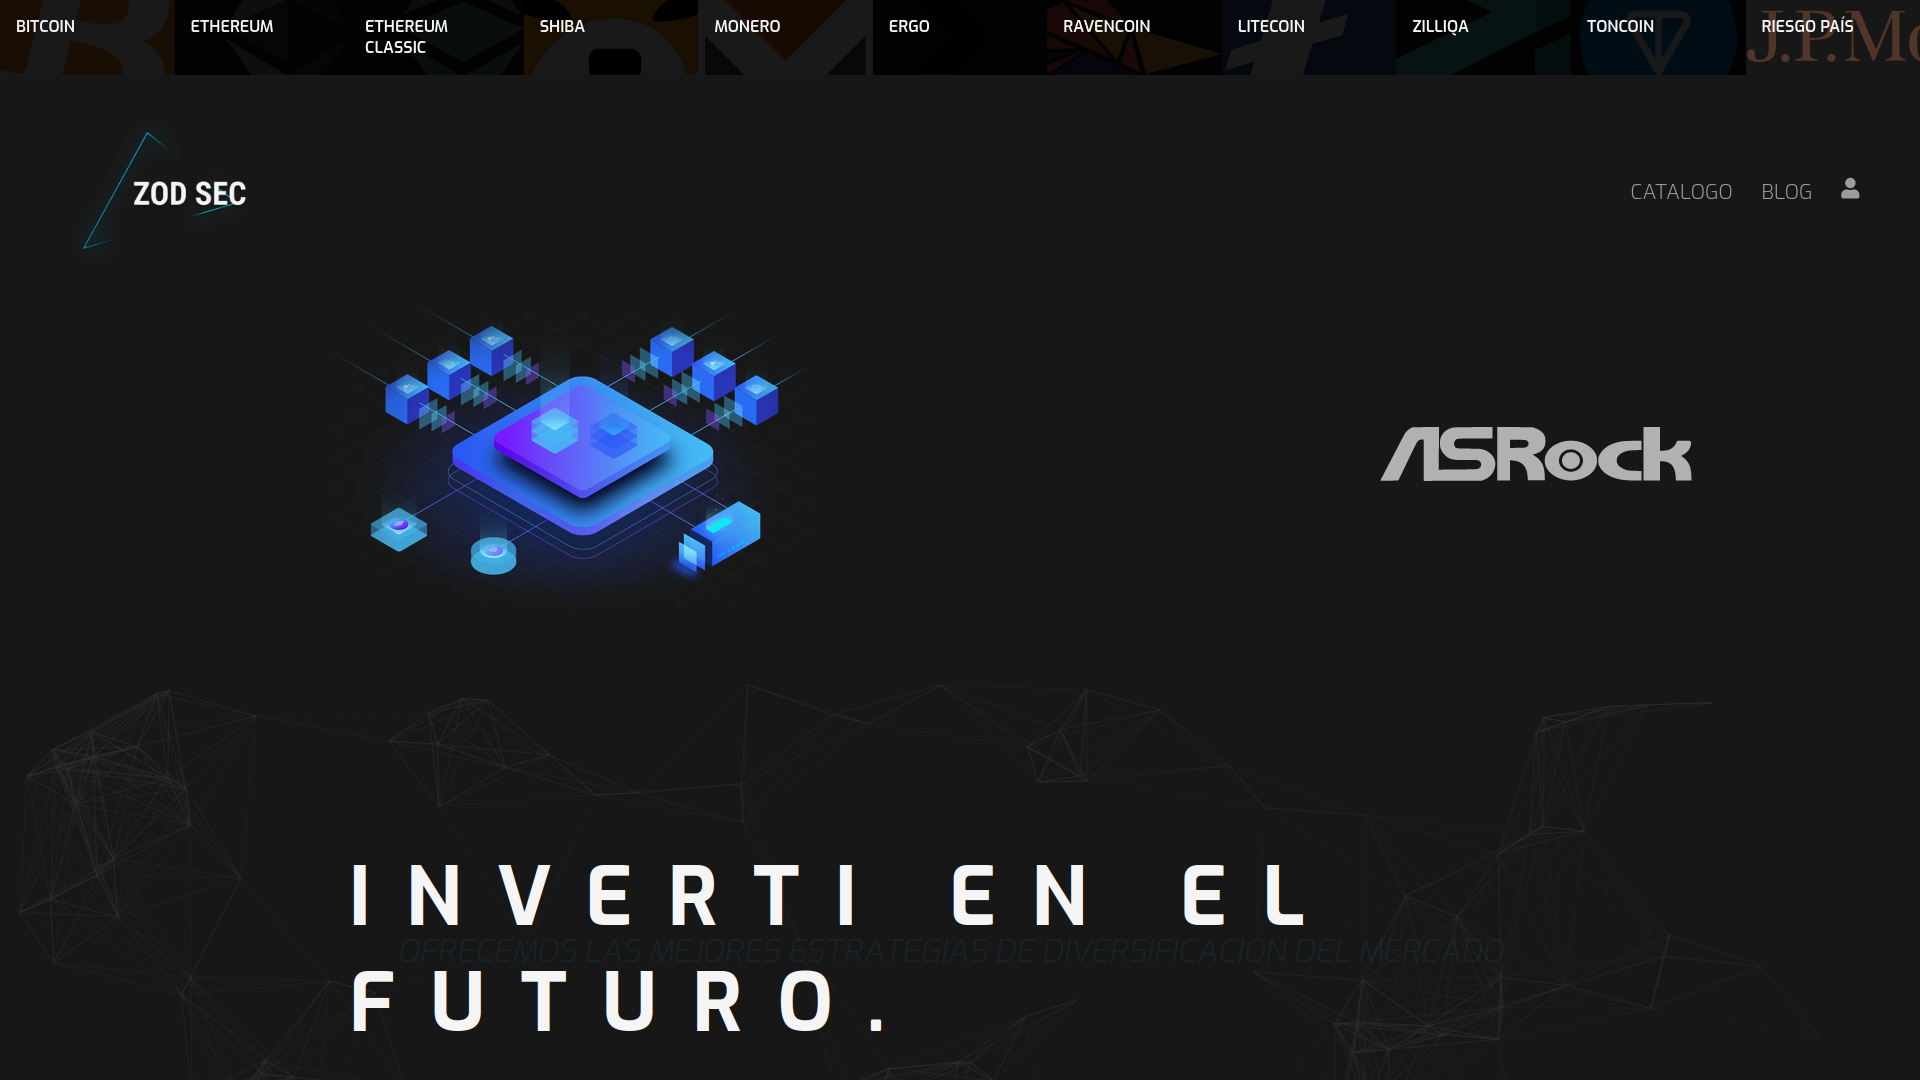 BITCOIN
ETHEREUM
ETHEREUM
CLASSIC
SHIBA
MONERO
ERGO
RAVENCOIN
LITECOIN
ZILLIQA
TONCOIN
RIESGO PAÍS
J.P.Mo
ZOD SEC
CATALOGO
BLOG
ASRock
INVERTI EN EL
OFRECEMOS LAS MEJORES ESTRATEGIAS DE DIVERSIFICACION DEL MERCADO
FUTURO.